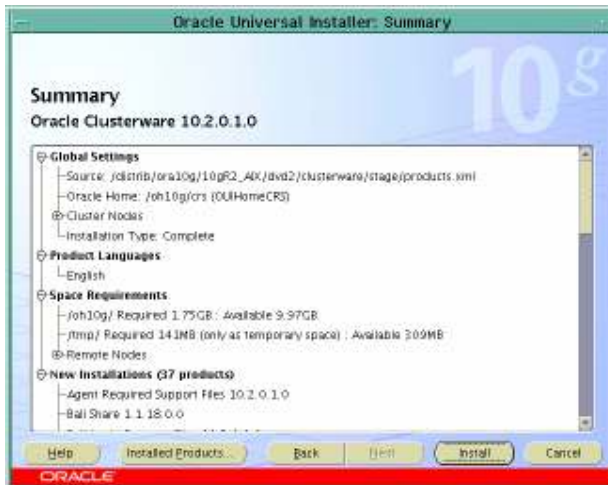 Oracle Universal Installer: Summary
10g
Summary
Oracle Clusterware 10.2.0.1.0
Global Settings
Source: /distrib/ora10g/10gR2_AIX/dvd2/clusterware/stage/products.xml
Oracle Home: /oh10g/crs (OUIHomeCRS)
Cluster Nodes
Installation Type: Complete
Product Languages
English
Space Requirements
/oh10g/ Required 1.75GB : Available 9.97GB
/tmp/ Required 141MB (only as temporary space) : Available 309MB
Remote Nodes
New Installations (37 products)
Agent Required Support Files 10.2.0.1.0
Bali Share 1.1.18.0.0
Help Installed Products... Back Next Install Cancel
ORACLE